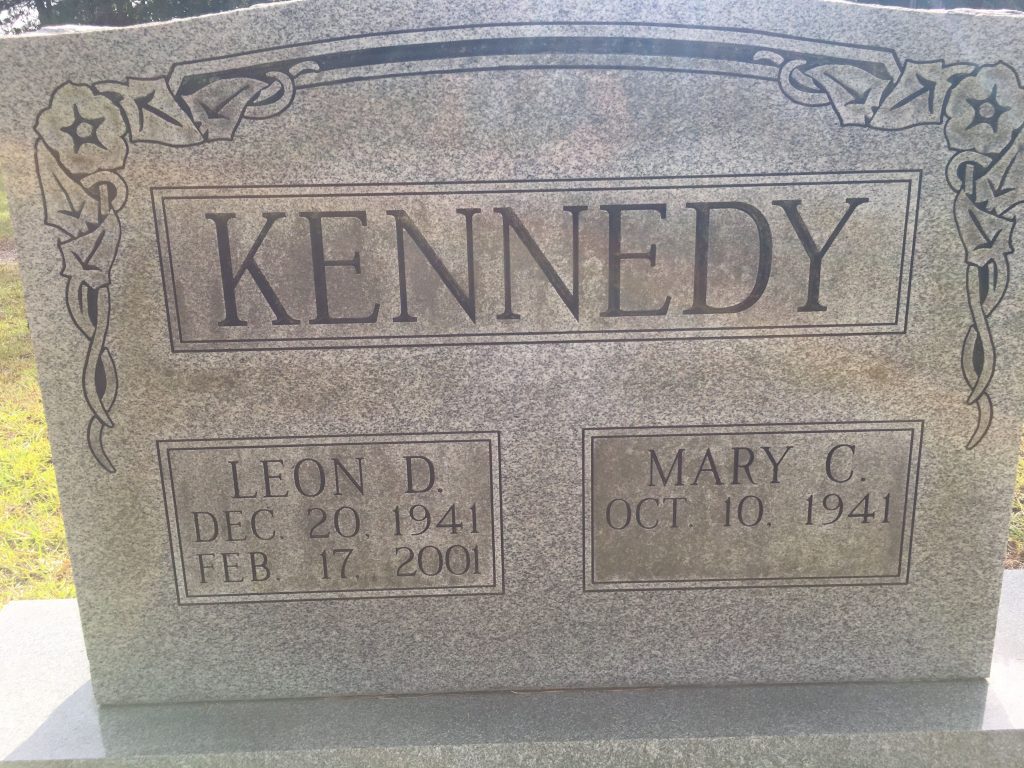 KENNEDY
LEON D.
DEC. 20, 1941
FEB. 17, 2001
MARY C.
OCT. 10, 1941